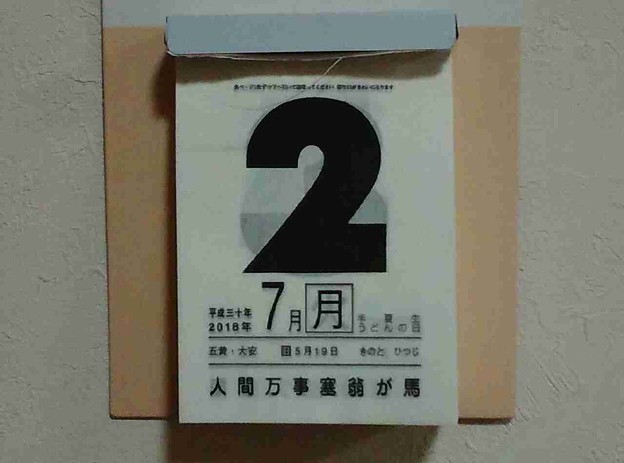 2
平成三十年
2018年
7月 月
半夏生
うどんの日
五黄・大安 旧5月19日 きのと ひつじ
人間万事塞翁が馬